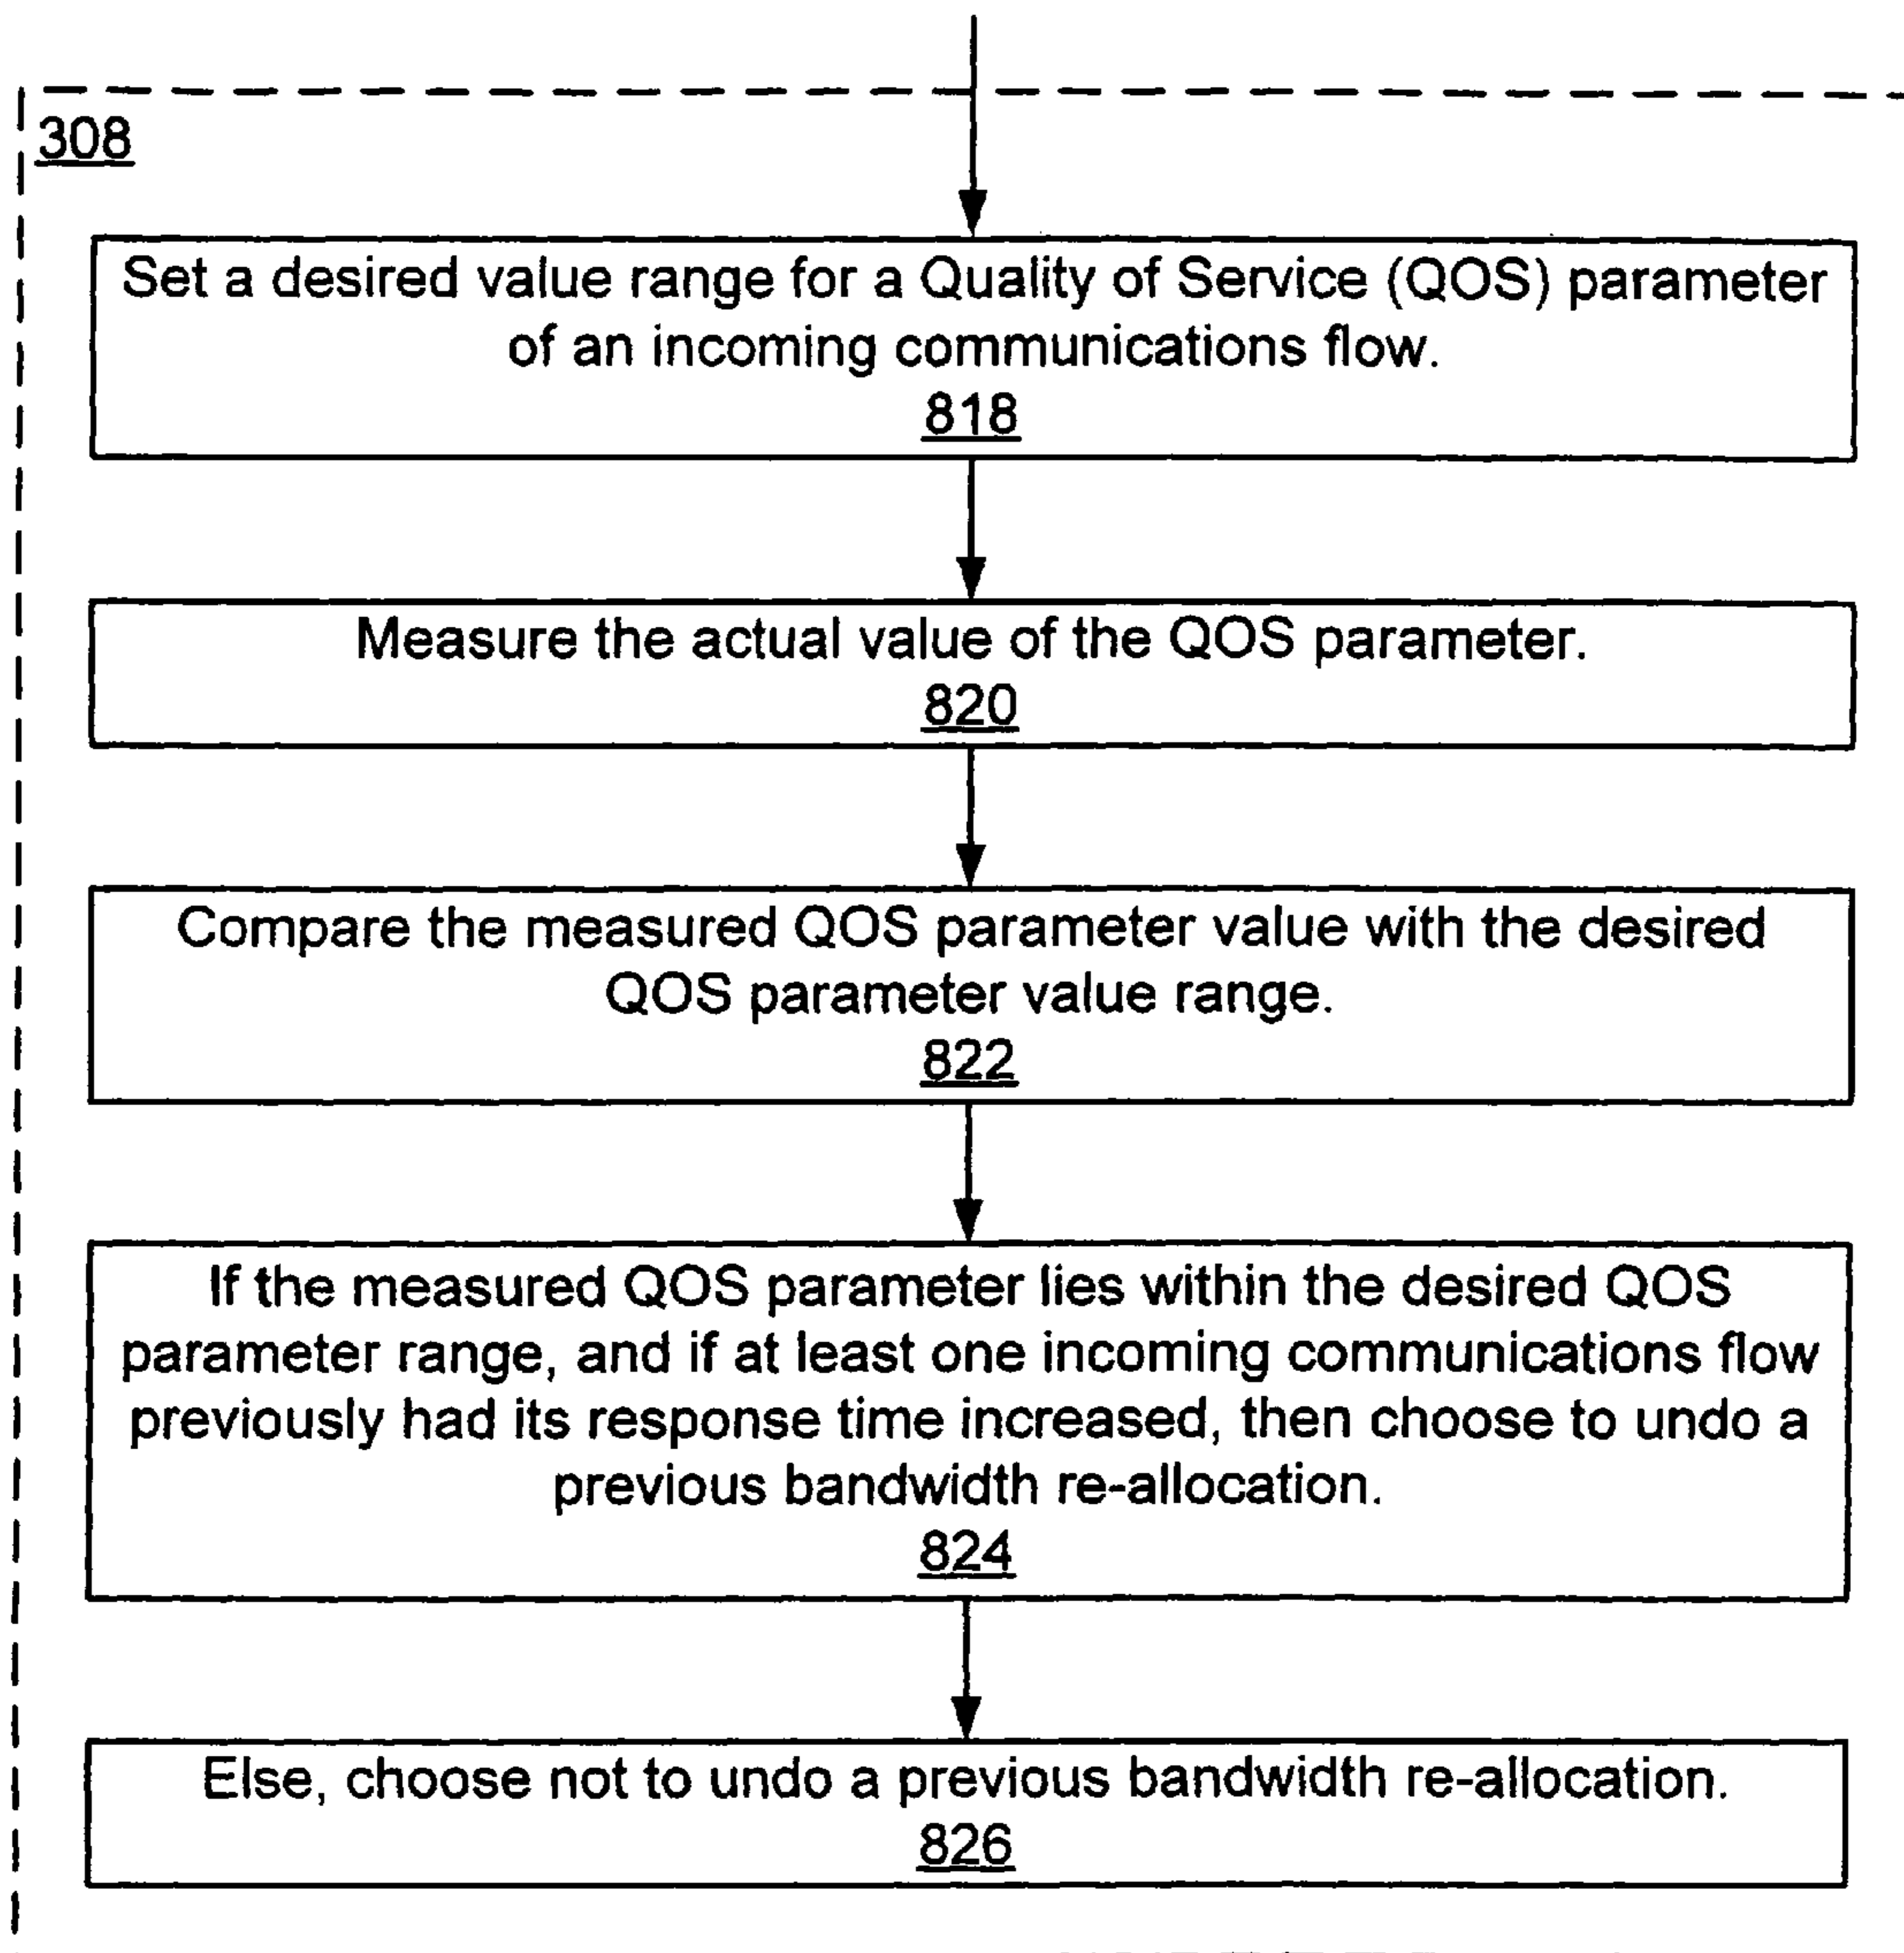 308
Set a desired value range for a Quality of Service (QOS) parameter
of an incoming communications flow.
818
Measure the actual value of the QOS parameter.
820
Compare the measured QOS parameter value with the desired
QOS parameter value range.
822
If the measured QOS parameter lies within the desired QOS
parameter range, and if at least one incoming communications flow
previously had its response time increased, then choose to undo a
previous bandwidth re-allocation.
824
Else, choose not to undo a previous bandwidth re-allocation.
826